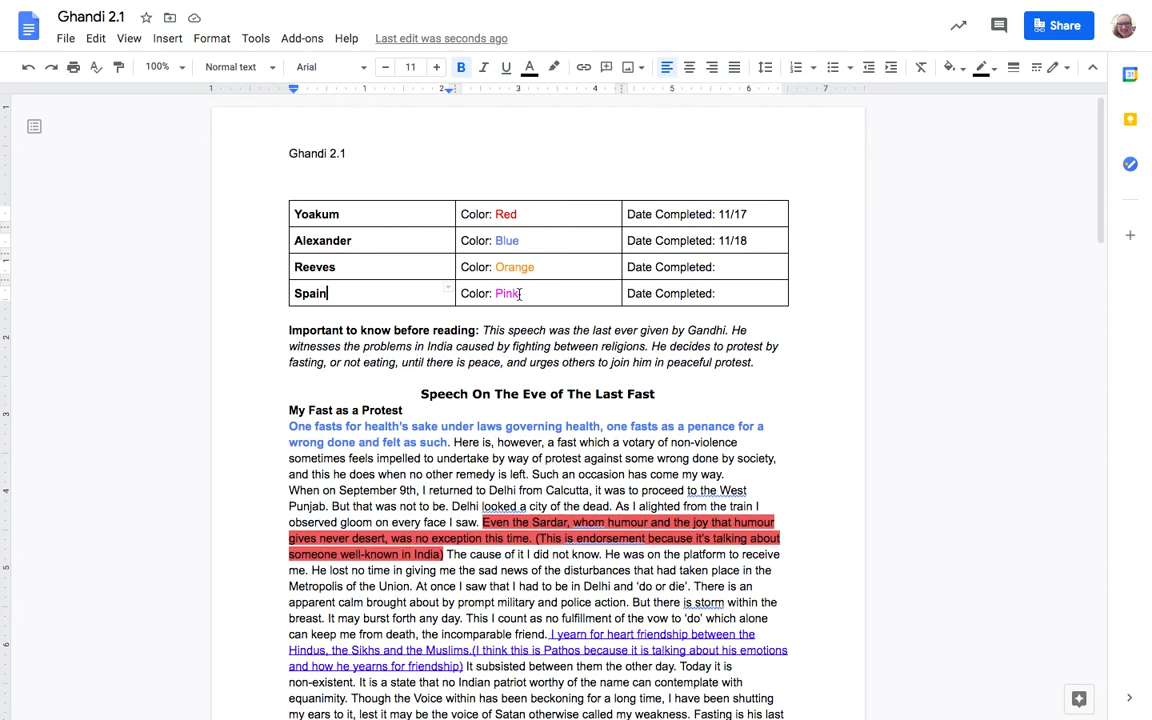 Ghandi 2.1
File Edit View Insert Format Tools Add-ons Help Last edit was seconds ago
Share
100% Normal text Arial − 11 + B I U A
1 1 2 3 4 5 6 7
Ghandi 2.1
Yoakum Color: Red Date Completed: 11/17
Alexander Color: Blue Date Completed: 11/18
Reeves Color: Orange Date Completed:
Spain Color: Pink Date Completed:
Important to know before reading: This speech was the last ever given by Gandhi. He
witnesses the problems in India caused by fighting between religions. He decides to protest by
fasting, or not eating, until there is peace, and urges others to join him in peaceful protest.
Speech On The Eve of The Last Fast
My Fast as a Protest
One fasts for health's sake under laws governing health, one fasts as a penance for a
wrong done and felt as such. Here is, however, a fast which a votary of non-violence
sometimes feels impelled to undertake by way of protest against some wrong done by society,
and this he does when no other remedy is left. Such an occasion has come my way.
When on September 9th, I returned to Delhi from Calcutta, it was to proceed to the West
Punjab. But that was not to be. Delhi looked a city of the dead. As I alighted from the train I
observed gloom on every face I saw. Even the Sardar, whom humour and the joy that humour
gives never desert, was no exception this time. (This is endorsement because it's talking about
someone well-known in India) The cause of it I did not know. He was on the platform to receive
me. He lost no time in giving me the sad news of the disturbances that had taken place in the
Metropolis of the Union. At once I saw that I had to be in Delhi and 'do or die'. There is an
apparent calm brought about by prompt military and police action. But there is storm within the
breast. It may burst forth any day. This I count as no fulfillment of the vow to 'do' which alone
can keep me from death, the incomparable friend. I yearn for heart friendship between the
Hindus, the Sikhs and the Muslims.(I think this is Pathos because it is talking about his emotions
and how he yearns for friendship) It subsisted between them the other day. Today it is
non-existent. It is a state that no Indian patriot worthy of the name can contemplate with
equanimity. Though the Voice within has been beckoning for a long time, I have been shutting
my ears to it, lest it may be the voice of Satan otherwise called my weakness. Fasting is his last